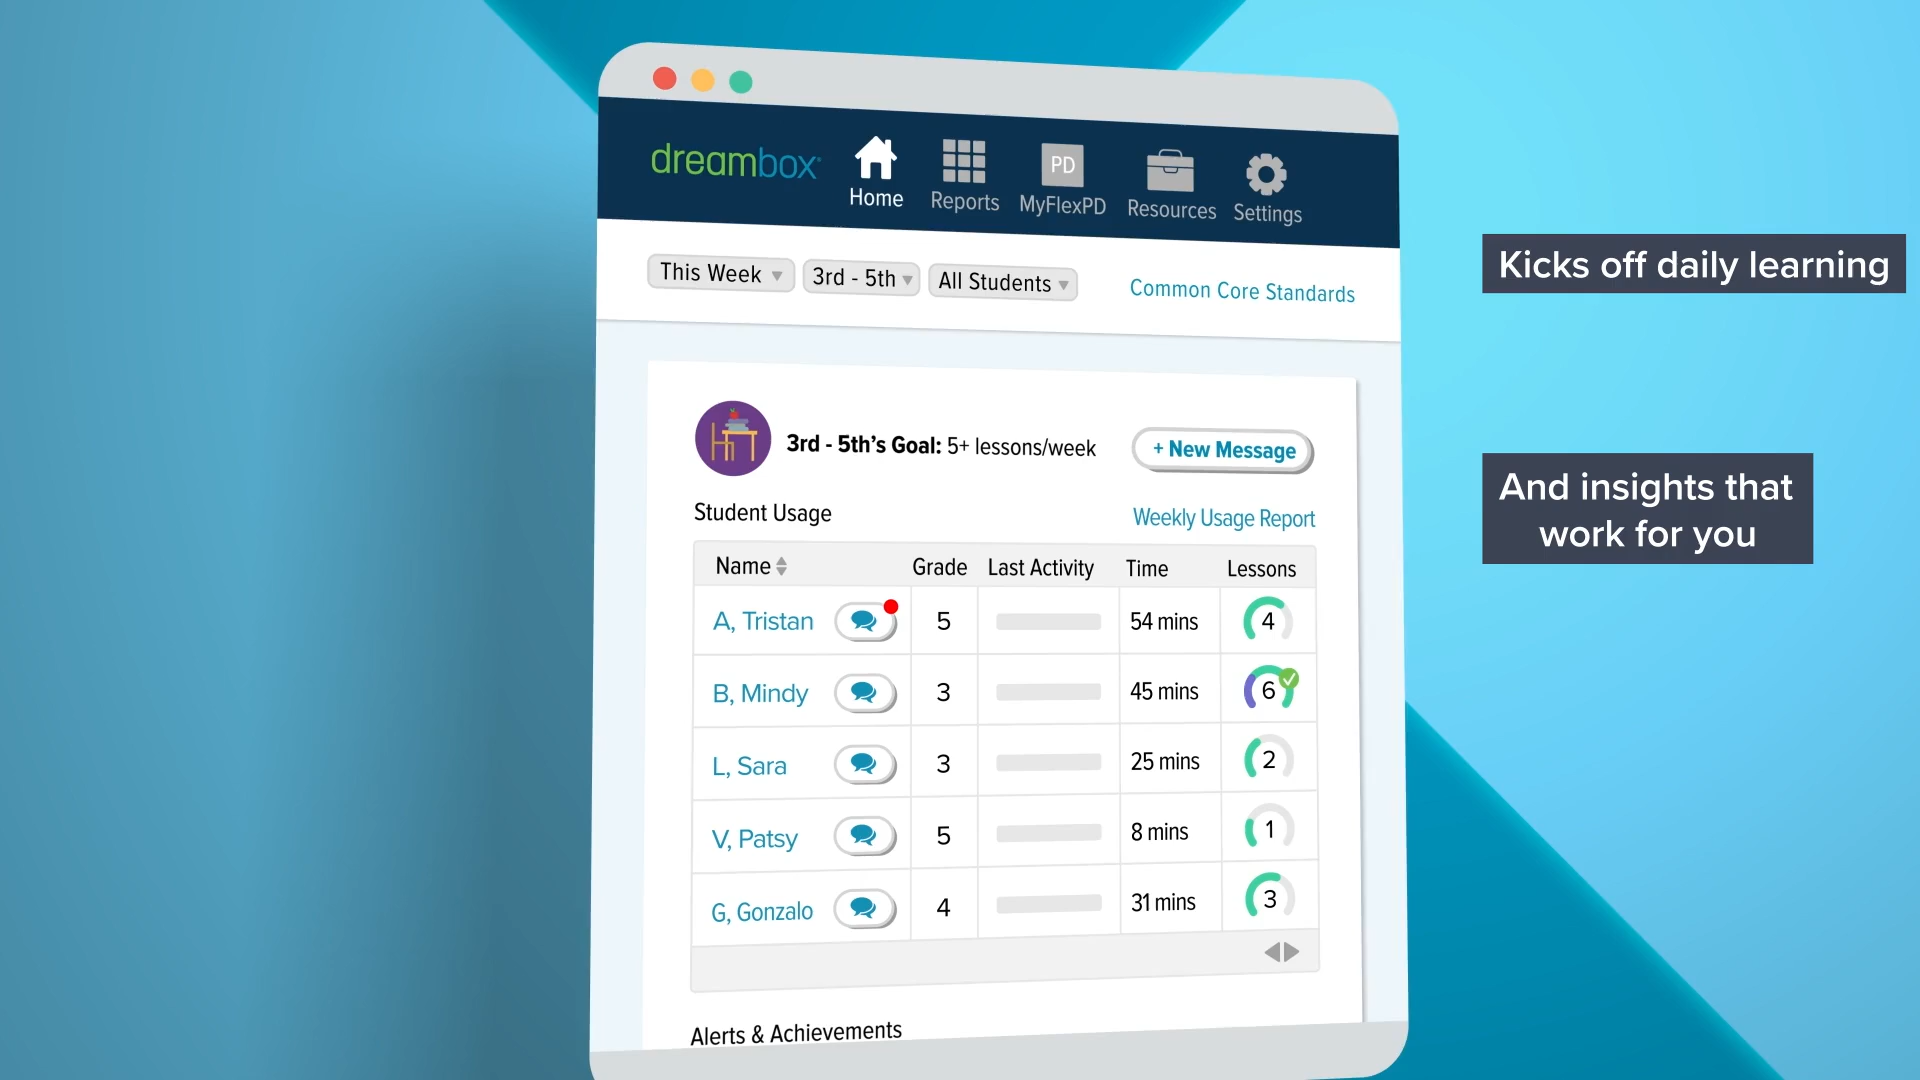 dreambox
Home
Reports
PD
MyFlexPD
Resources
Settings
This Week
3rd - 5th
All Students
Common Core Standards
3rd - 5th's Goal: 5+ lessons/week
+ New Message
Student Usage
Weekly Usage Report
Name Grade Last Activity Time Lessons
A, Tristan 5 54 mins 4
B, Mindy 3 45 mins 6
L, Sara 3 25 mins 2
V, Patsy 5 8 mins 1
G, Gonzalo 4 31 mins 3
Alerts & Achievements
Kicks off daily learning
And insights that
work for you